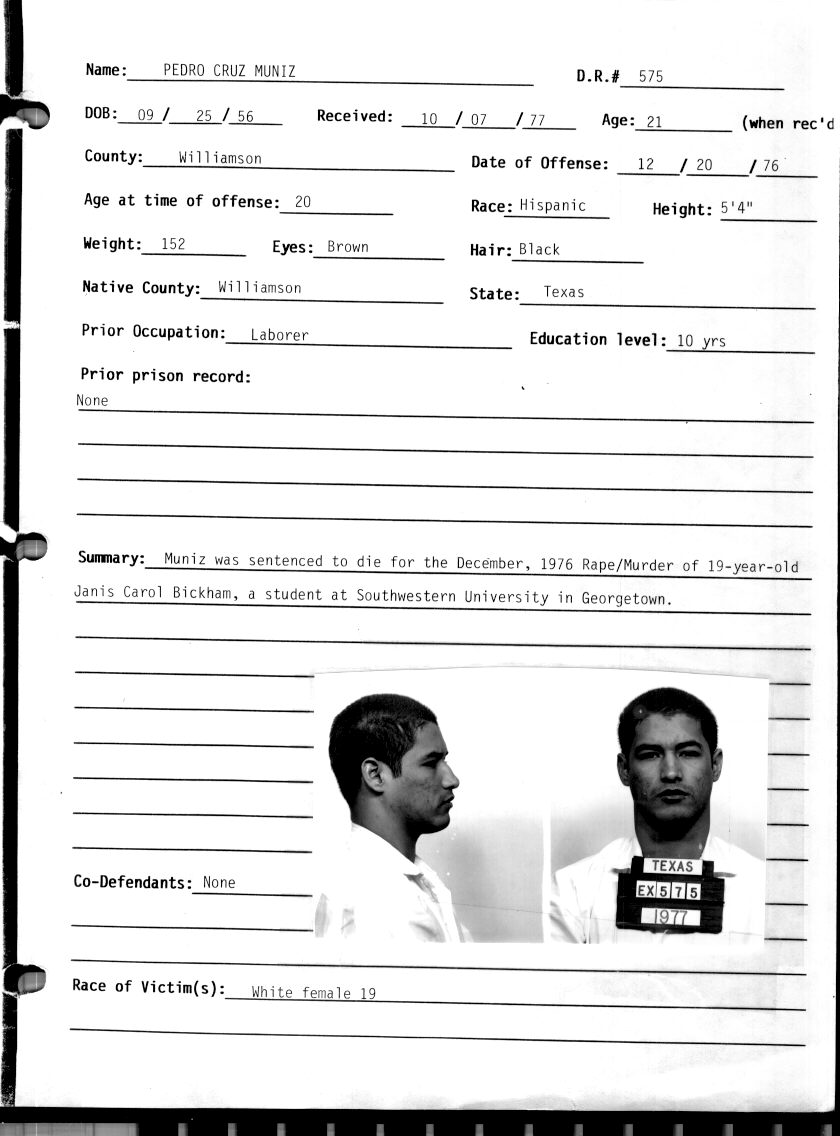 Name: PEDRO CRUZ MUNIZ D.R.# 575
DOB: 09 / 25 / 56 Received: 10 / 07 / 77 Age: 21 (when rec'd
County: Williamson Date of Offense: 12 / 20 / 76
Age at time of offense: 20 Race: Hispanic Height: 5'4"
Weight: 152 Eyes: Brown Hair: Black
Native County: Williamson State: Texas
Prior Occupation: Laborer Education level: 10 yrs
Prior prison record:
None
Summary: Muniz was sentenced to die for the December, 1976 Rape/Murder of 19-year-old
Janis Carol Bickham, a student at Southwestern University in Georgetown.
TEXAS
EX575
1977
Co-Defendants: None
Race of Victim(s): White female 19